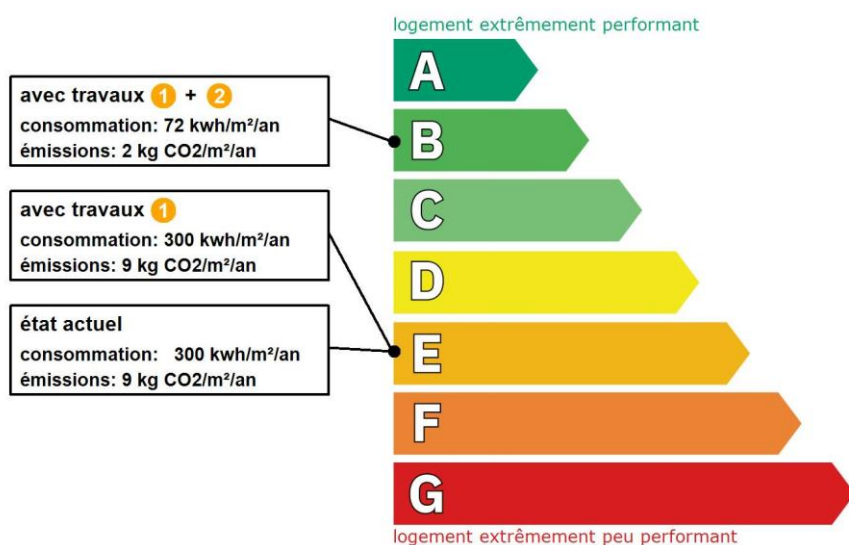 logement extrêmement performant
A
avec travaux 1 + 2
consommation: 72 kwh/m²/an
émissions: 2 kg CO2/m²/an
B
avec travaux 1
consommation: 300 kwh/m²/an
émissions: 9 kg CO2/m²/an
C
D
état actuel
consommation: 300 kwh/m²/an
émissions: 9 kg CO2/m²/an
E
F
G
logement extrêmement peu performant